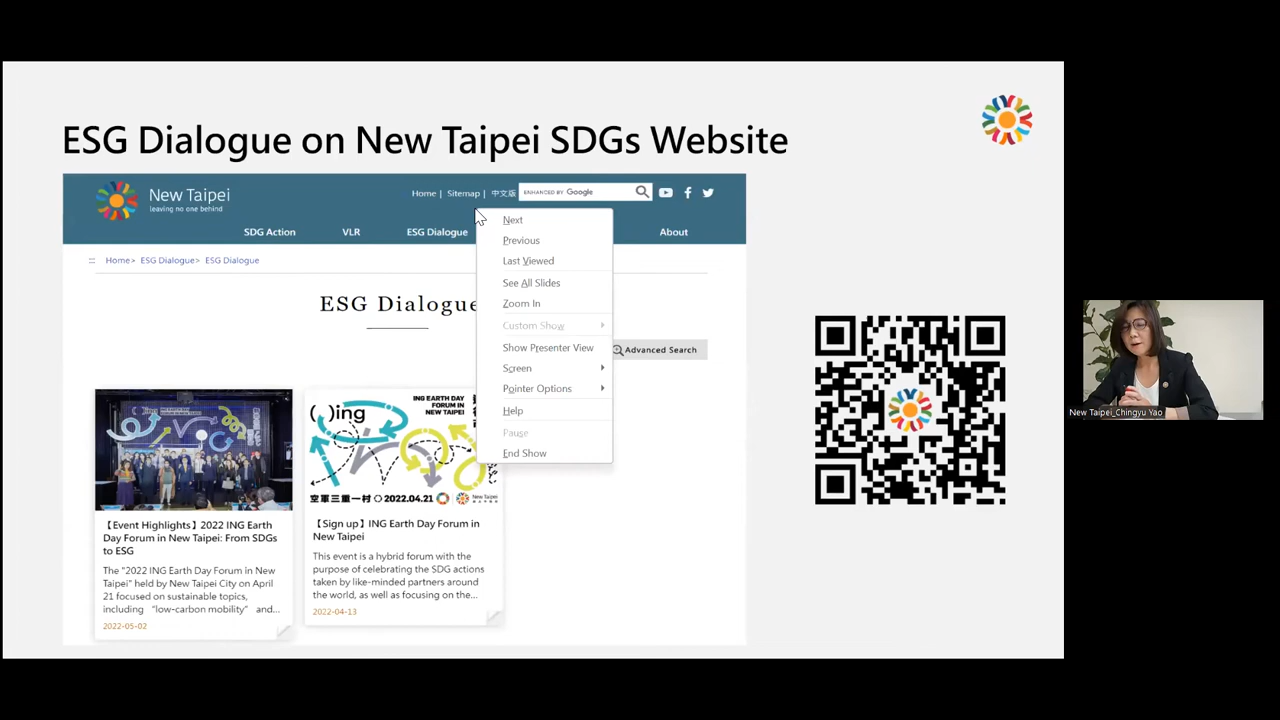 ESG Dialogue on New Taipei SDGs Website
New Taipei
leaving no one behind
Home | Sitemap | 中文版 ENHANCED BY Google
SDG Action VLR ESG Dialogue About
Home> ESG Dialogue> ESG Dialogue
ESG Dialogue
Advanced Search
Next
Previous
Last Viewed
See All Slides
Zoom In
Custom Show
Show Presenter View
Screen
Pointer Options
Help
Pause
End Show
( )ing
ING EARTH DAY
FORUM IN
NEW TAIPEI
空軍三重一村 2022.04.21 New Taipei
【Event Highlights】2022 ING Earth
Day Forum in New Taipei: From SDGs
to ESG
The "2022 ING Earth Day Forum in New
Taipei" held by New Taipei City on April
21 focused on sustainable topics,
including “low-carbon mobility” and...
2022-05-02
【Sign up】ING Earth Day Forum in
New Taipei
This event is a hybrid forum with the
purpose of celebrating the SDG actions
taken by like-minded partners around
the world, as well as focusing on the...
2022-04-13
New Taipei_Chingyu Yao